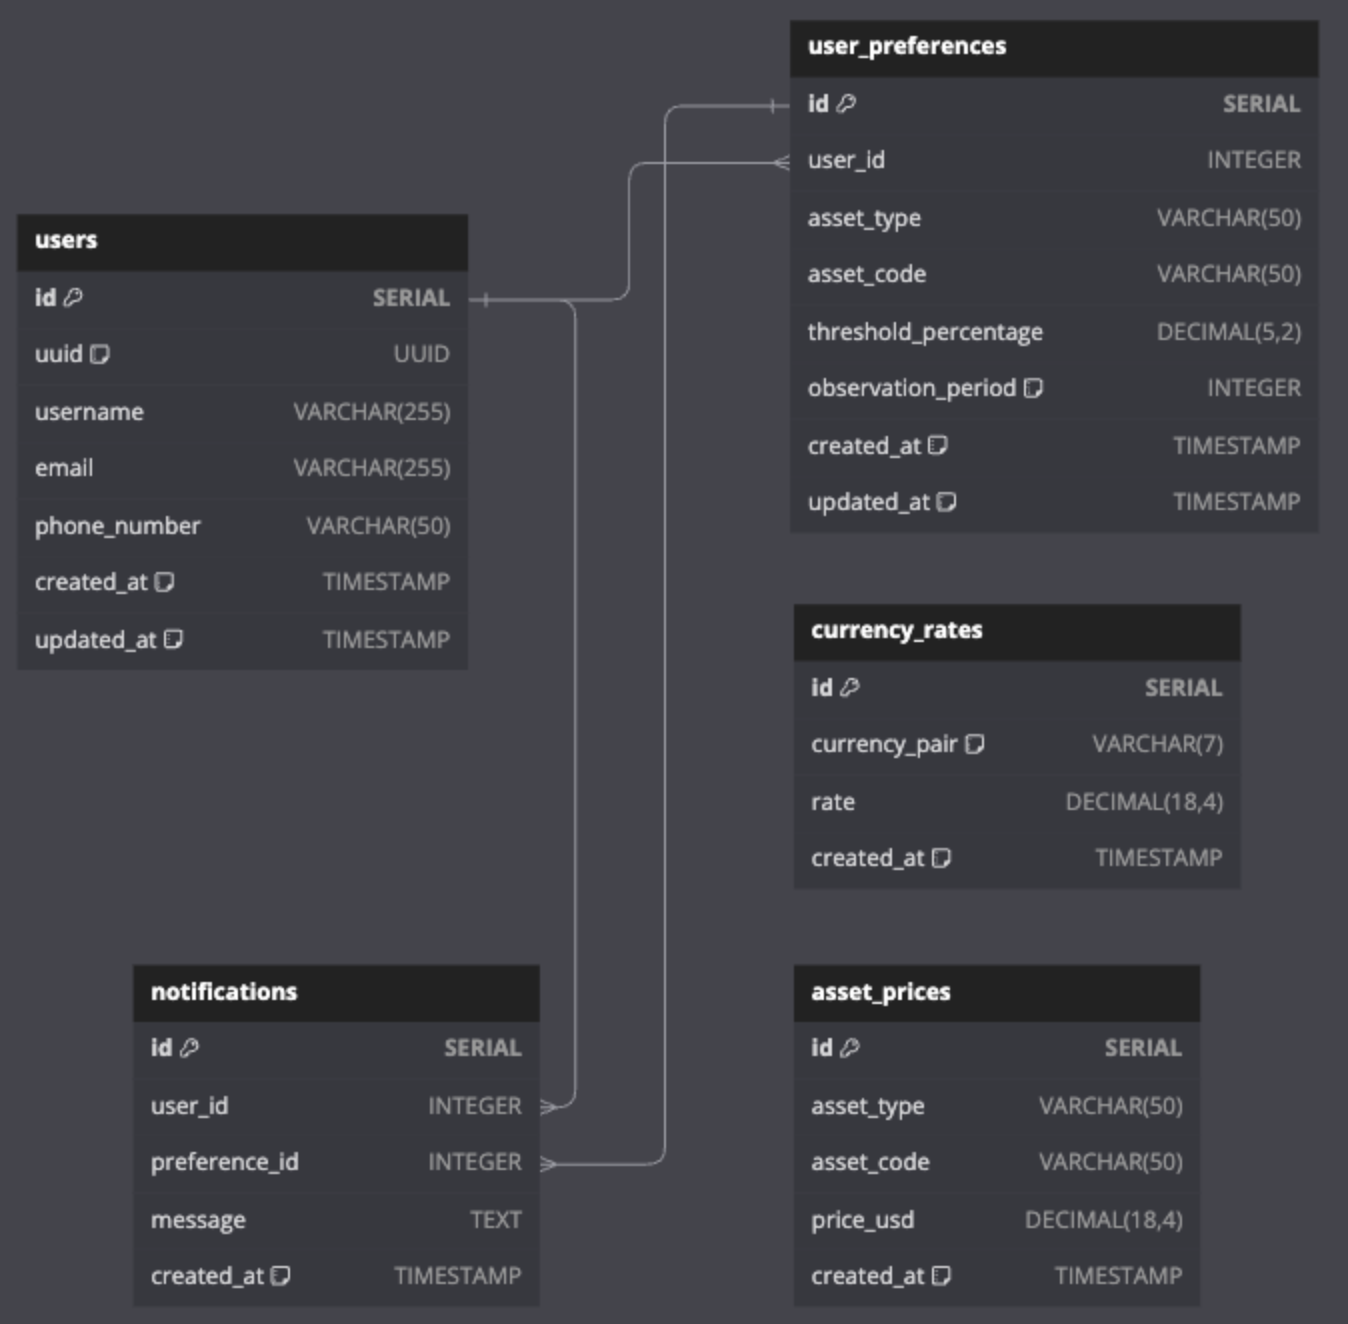 users
id SERIAL
uuid UUID
username VARCHAR(255)
email VARCHAR(255)
phone_number VARCHAR(50)
created_at TIMESTAMP
updated_at TIMESTAMP
user_preferences
id SERIAL
user_id INTEGER
asset_type VARCHAR(50)
asset_code VARCHAR(50)
threshold_percentage DECIMAL(5,2)
observation_period INTEGER
created_at TIMESTAMP
updated_at TIMESTAMP
currency_rates
id SERIAL
currency_pair VARCHAR(7)
rate DECIMAL(18,4)
created_at TIMESTAMP
notifications
id SERIAL
user_id INTEGER
preference_id INTEGER
message TEXT
created_at TIMESTAMP
asset_prices
id SERIAL
asset_type VARCHAR(50)
asset_code VARCHAR(50)
price_usd DECIMAL(18,4)
created_at TIMESTAMP